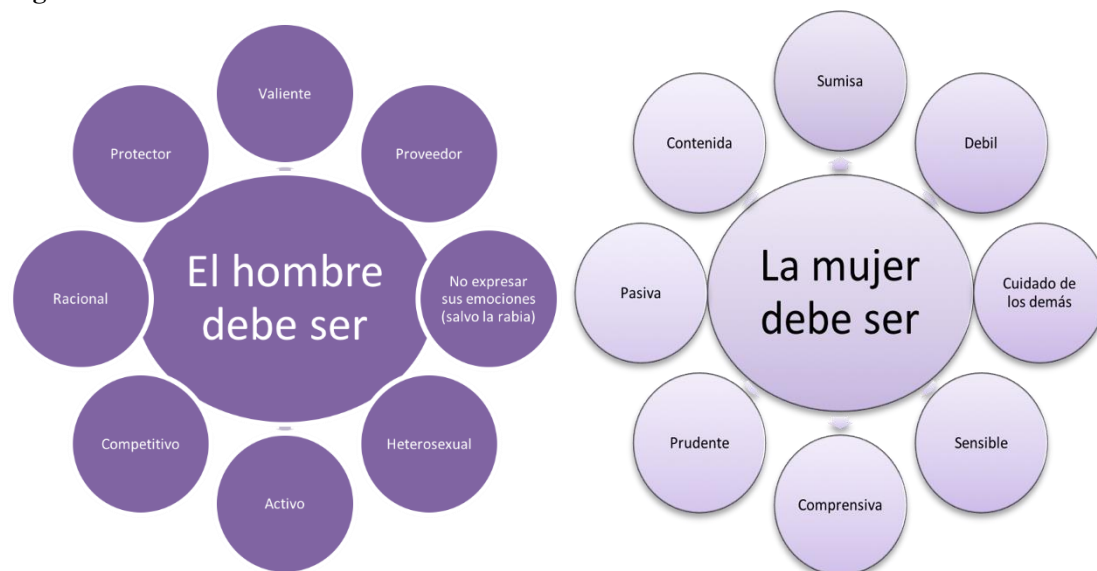 El hombre
debe ser
Valiente
Proveedor
No expresar
sus emociones
(salvo la rabia)
Heterosexual
Activo
Competitivo
Racional
Protector
La mujer
debe ser
Sumisa
Debil
Cuidado de
los demás
Sensible
Comprensiva
Prudente
Pasiva
Contenida